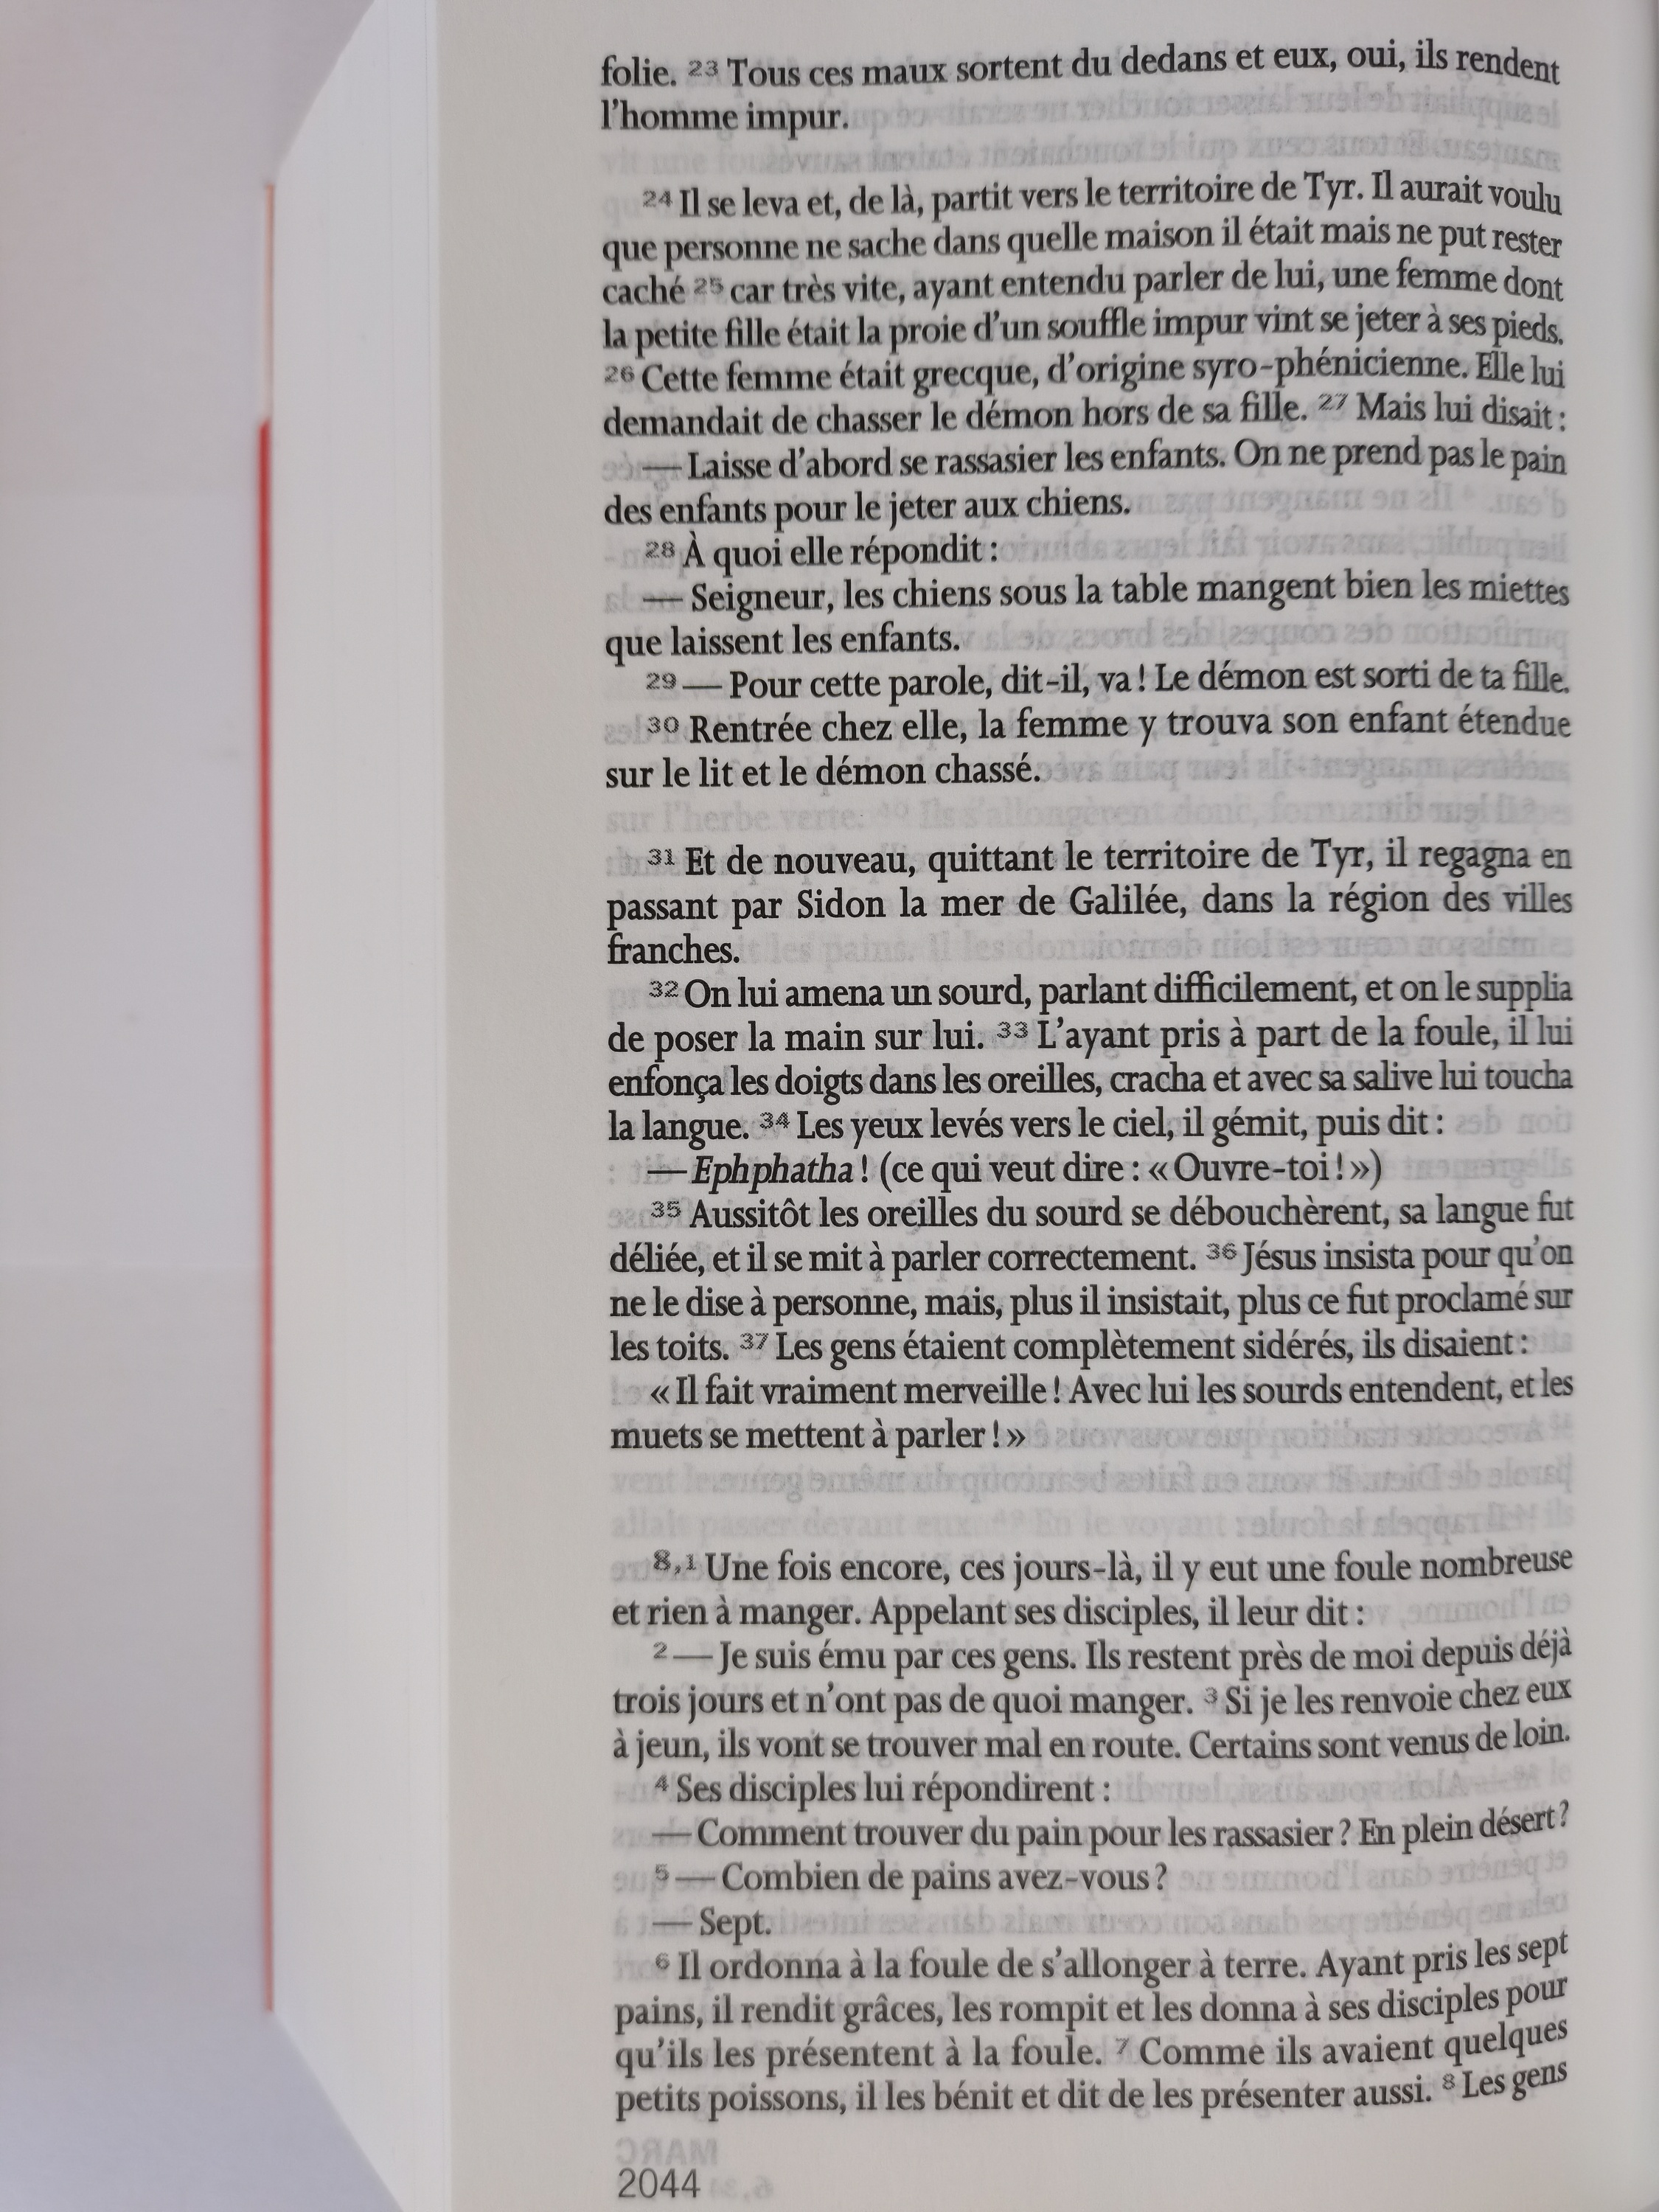 folie. 23 Tous ces maux sortent du dedans et eux, oui, ils rendent
l'homme impur.
24 Il se leva et, de là, partit vers le territoire de Tyr. Il aurait voulu
que personne ne sache dans quelle maison il était mais ne put rester
caché 25 car très vite, ayant entendu parler de lui, une femme dont
la petite fille était la proie d'un souffle impur vint se jeter à ses pieds.
26 Cette femme était grecque, d'origine syro-phénicienne. Elle lui
demandait de chasser le démon hors de sa fille. 27 Mais lui disait :
— Laisse d'abord se rassasier les enfants. On ne prend pas le pain
des enfants pour le jeter aux chiens.
28 À quoi elle répondit :
— Seigneur, les chiens sous la table mangent bien les miettes
que laissent les enfants.
29 — Pour cette parole, dit-il, va ! Le démon est sorti de ta fille.
30 Rentrée chez elle, la femme y trouva son enfant étendue
sur le lit et le démon chassé.
31 Et de nouveau, quittant le territoire de Tyr, il regagna en
passant par Sidon la mer de Galilée, dans la région des villes
franches.
32 On lui amena un sourd, parlant difficilement, et on le supplia
de poser la main sur lui. 33 L'ayant pris à part de la foule, il lui
enfonça les doigts dans les oreilles, cracha et avec sa salive lui toucha
la langue. 34 Les yeux levés vers le ciel, il gémit, puis dit :
— Ephphatha ! (ce qui veut dire : « Ouvre-toi ! »)
35 Aussitôt les oreilles du sourd se débouchèrent, sa langue fut
déliée, et il se mit à parler correctement. 36 Jésus insista pour qu'on
ne le dise à personne, mais, plus il insistait, plus ce fut proclamé sur
les toits. 37 Les gens étaient complètement sidérés, ils disaient :
« Il fait vraiment merveille ! Avec lui les sourds entendent, et les
muets se mettent à parler ! »
8,1 Une fois encore, ces jours-là, il y eut une foule nombreuse
et rien à manger. Appelant ses disciples, il leur dit :
2 — Je suis ému par ces gens. Ils restent près de moi depuis déjà
trois jours et n'ont pas de quoi manger. 3 Si je les renvoie chez eux
à jeun, ils vont se trouver mal en route. Certains sont venus de loin.
4 Ses disciples lui répondirent :
— Comment trouver du pain pour les rassasier ? En plein désert ?
5 — Combien de pains avez-vous ?
— Sept.
6 Il ordonna à la foule de s'allonger à terre. Ayant pris les sept
pains, il rendit grâces, les rompit et les donna à ses disciples pour
qu'ils les présentent à la foule. 7 Comme ils avaient quelques
petits poissons, il les bénit et dit de les présenter aussi. 8 Les gens
2044